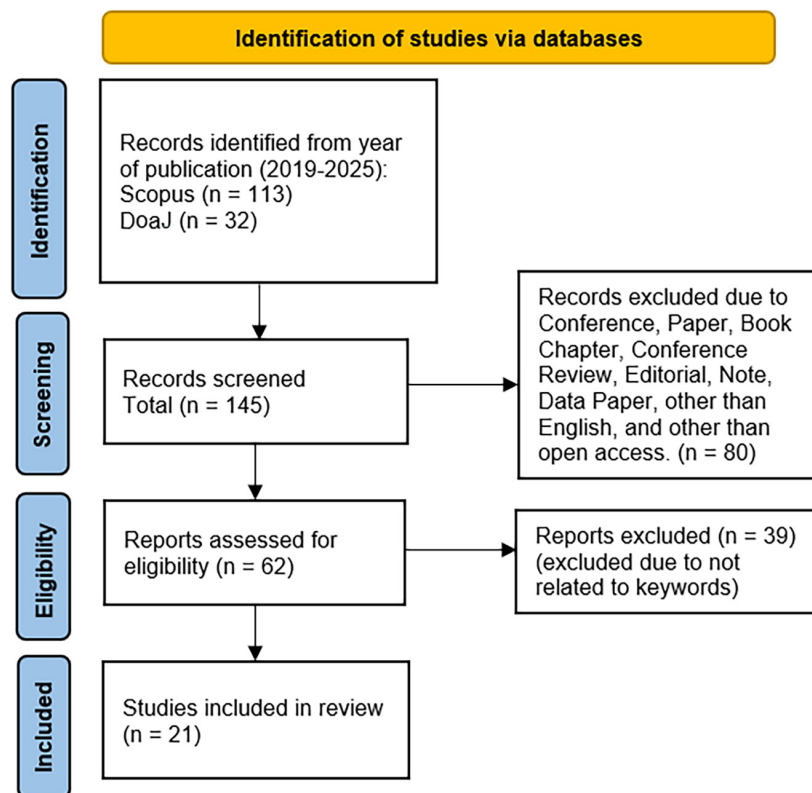 Identification of studies via databases
Identification
Records identified from year
of publication (2019-2025):
Scopus (n = 113)
DoaJ (n = 32)
Screening
Records screened
Total (n = 145)
Records excluded due to
Conference, Paper, Book
Chapter, Conference
Review, Editorial, Note,
Data Paper, other than
English, and other than
open access. (n = 80)
Eligibility
Reports assessed for
eligibility (n = 62)
Reports excluded (n = 39)
(excluded due to not
related to keywords)
Included
Studies included in review
(n = 21)